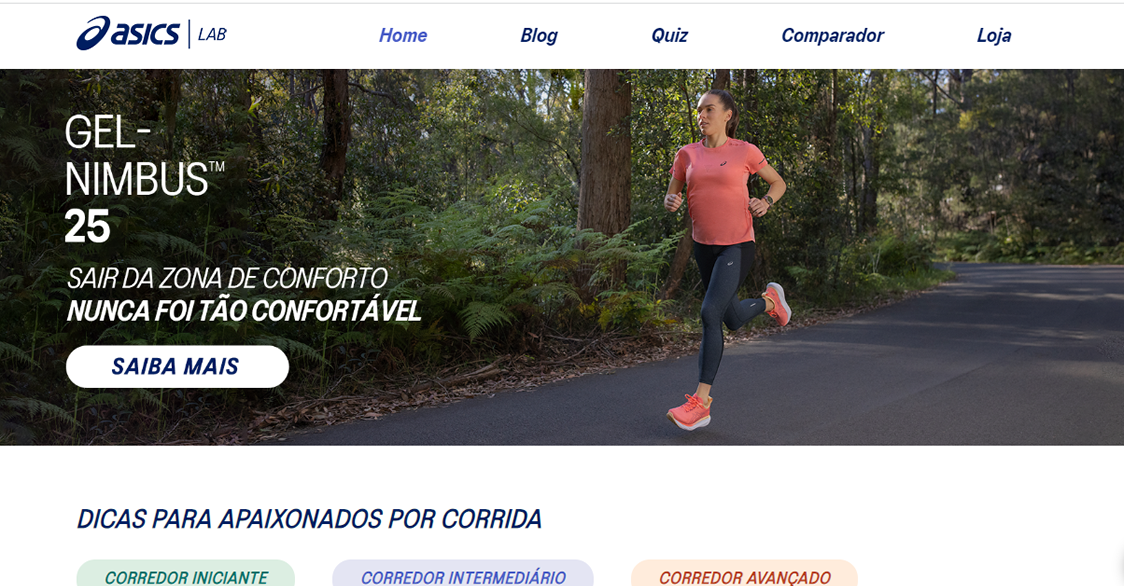 asics LAB
Home Blog Quiz Comparador Loja
GEL-
NIMBUS™
25
SAIR DA ZONA DE CONFORTO
NUNCA FOI TÃO CONFORTÁVEL
SAIBA MAIS
DICAS PARA APAIXONADOS POR CORRIDA
CORREDOR INICIANTE CORREDOR INTERMEDIÁRIO CORREDOR AVANÇADO